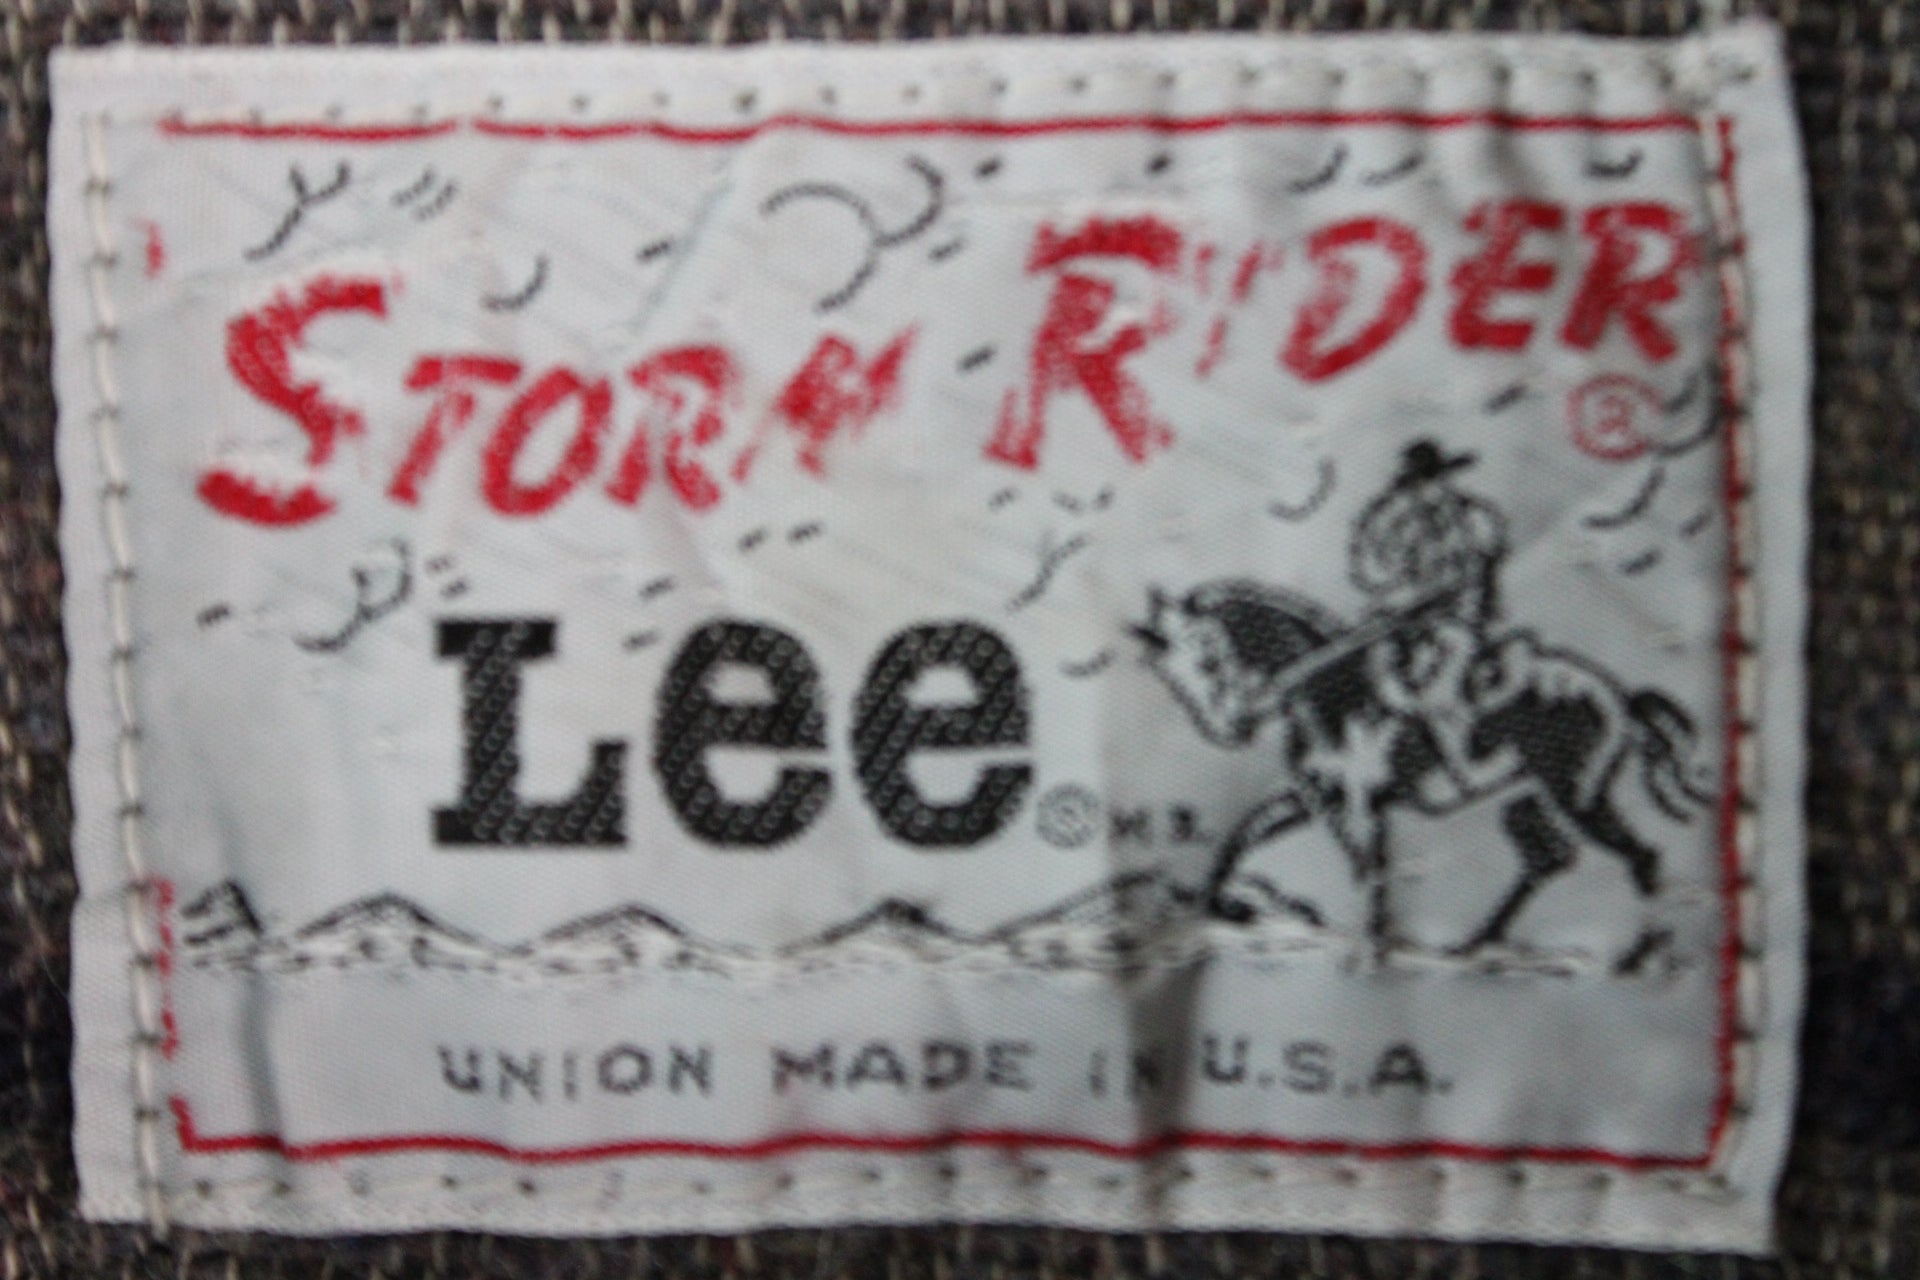 STORM RIDER ®
Lee ® M.R.
UNION MADE IN U.S.A.